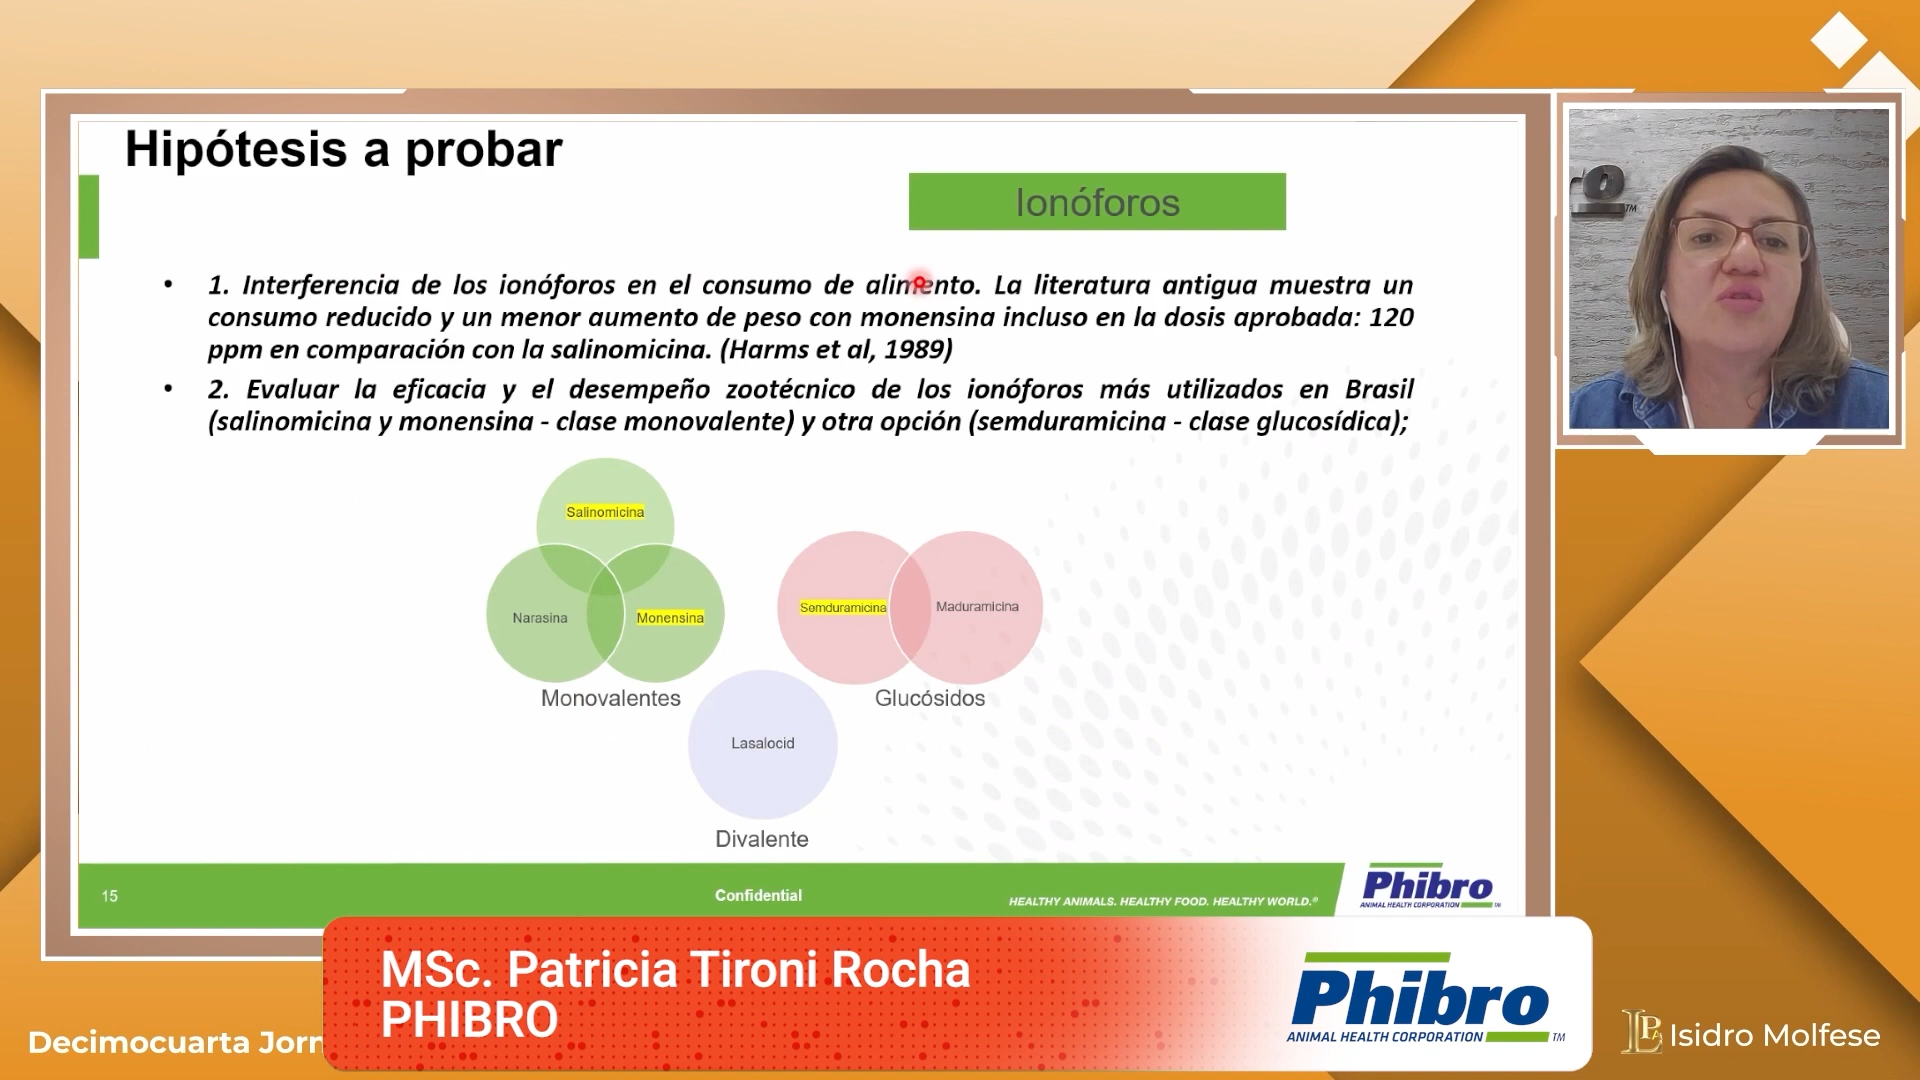 Hipótesis a probar
Ionóforos
• 1. Interferencia de los ionóforos en el consumo de alimento. La literatura antigua muestra un
consumo reducido y un menor aumento de peso con monensina incluso en la dosis aprobada: 120
ppm en comparación con la salinomicina. (Harms et al, 1989)
• 2. Evaluar la eficacia y el desempeño zootécnico de los ionóforos más utilizados en Brasil
(salinomicina y monensina - clase monovalente) y otra opción (semduramicina - clase glucosídica);
Salinomicina
Narasina
Monensina
Monovalentes
Semduramicina
Maduramicina
Glucósidos
Lasalocid
Divalente
15
Confidential
HEALTHY ANIMALS. HEALTHY FOOD. HEALTHY WORLD.®
Phibro
ANIMAL HEALTH CORPORATION TM
ro
TM
MSc. Patricia Tironi Rocha
PHIBRO
Phibro
ANIMAL HEALTH CORPORATION TM
Decimocuarta Jorn
Isidro Molfese